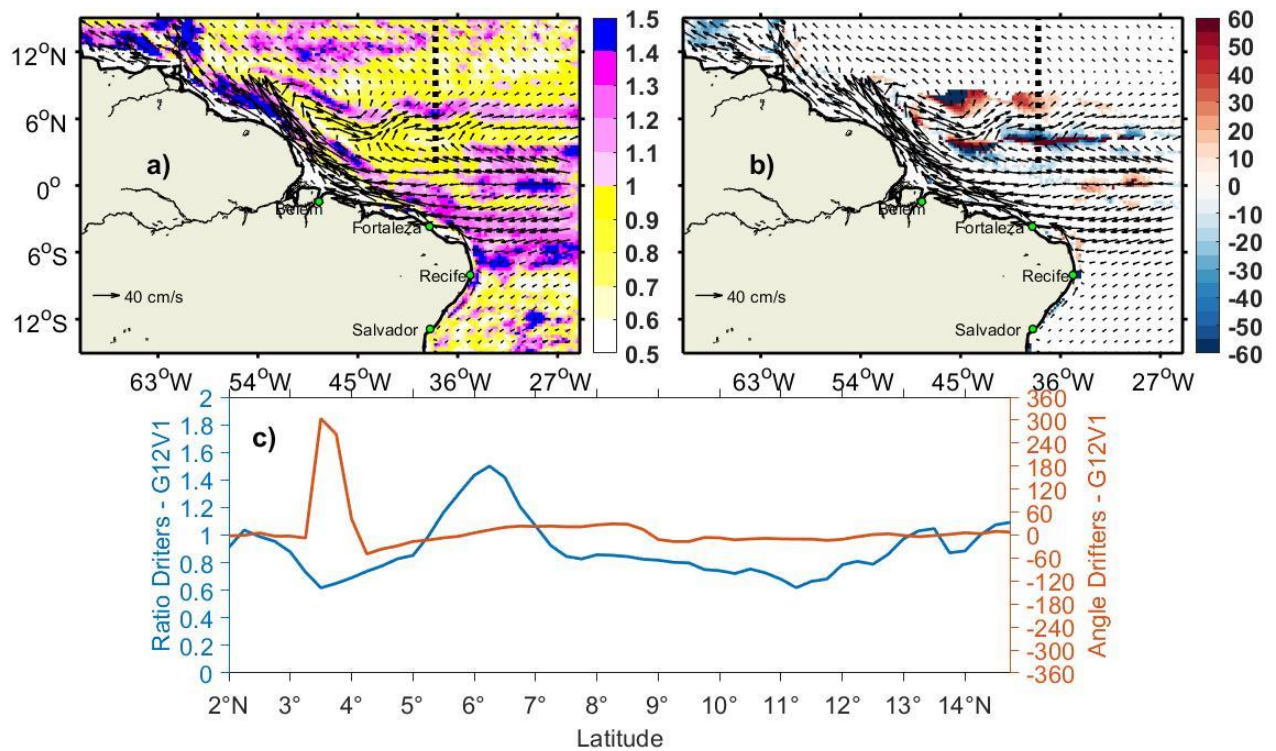 12°N
6°N
0°
6°S
12°S
a)
Belem
Fortaleza
Recife
Salvador
40 cm/s
63°W 54°W 45°W 36°W 27°W
1.5
1.4
1.3
1.2
1.1
1
0.9
0.8
0.7
0.6
0.5
b)
Belem
Fortaleza
Recife
Salvador
40 cm/s
63°W 54°W 45°W 36°W 27°W
60
50
40
30
20
10
0
-10
-20
-30
-40
-50
-60
c)
Ratio Driters - G12V1
2
1.8
1.6
1.4
1.2
1
0.8
0.6
0.4
0.2
0
360
300
240
180
120
60
0
-60
-120
-180
-240
-300
-360
Angle Drifters - G12V1
2°N 3° 4° 5° 6° 7° 8° 9° 10° 11° 12° 13° 14°N
Latitude